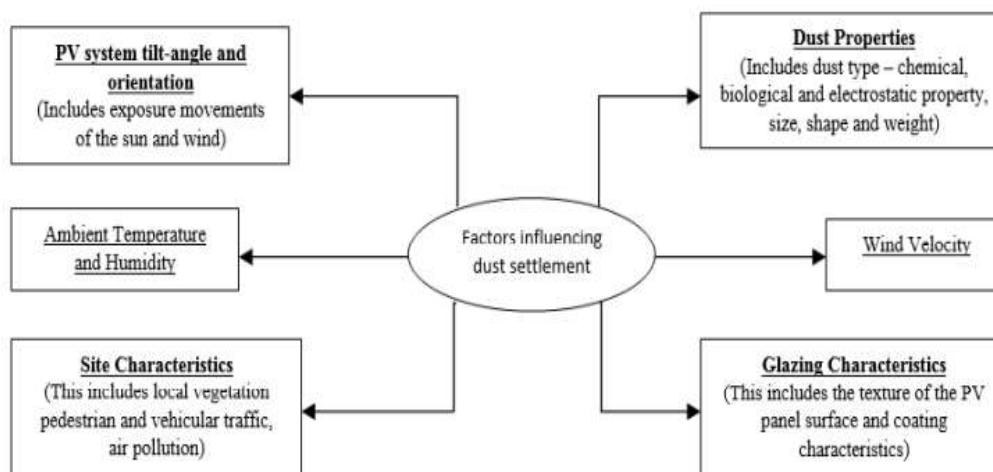 PV system tilt-angle and
orientation
(Includes exposure movements
of the sun and wind)
Dust Properties
(Includes dust type – chemical,
biological and electrostatic property,
size, shape and weight)
Ambient Temperature
and Humidity
Factors influencing
dust settlement
Wind Velocity
Site Characteristics
(This includes local vegetation
pedestrian and vehicular traffic,
air pollution)
Glazing Characteristics
(This includes the texture of the PV
panel surface and coating
characteristics)